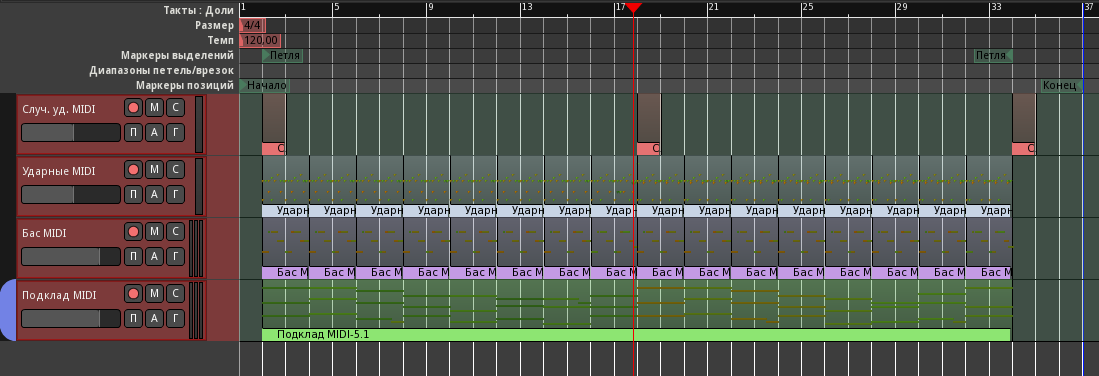 Такты : Доли 1 5 9 13 17 21 25 29 33 37
Размер 4/4
Темп 120,00
Маркеры выделений Петля Петля
Диапазоны петель/врезок
Маркеры позиций Начало Конец
Случ. уд. MIDI М С
П А Г
С С С
Ударные MIDI М С
П А Г
Ударн Ударн Ударн Ударн Ударн Ударн Ударн Ударн Ударн Ударн Ударн Ударн Ударн Ударн Ударн Ударн
Бас MIDI М С
П А Г
Бас М Бас М Бас М Бас М Бас М Бас М Бас М Бас М Бас М Бас М Бас М Бас М Бас М Бас М Бас М Бас М
Подклад MIDI М С
П А Г
Подклад MIDI-5.1